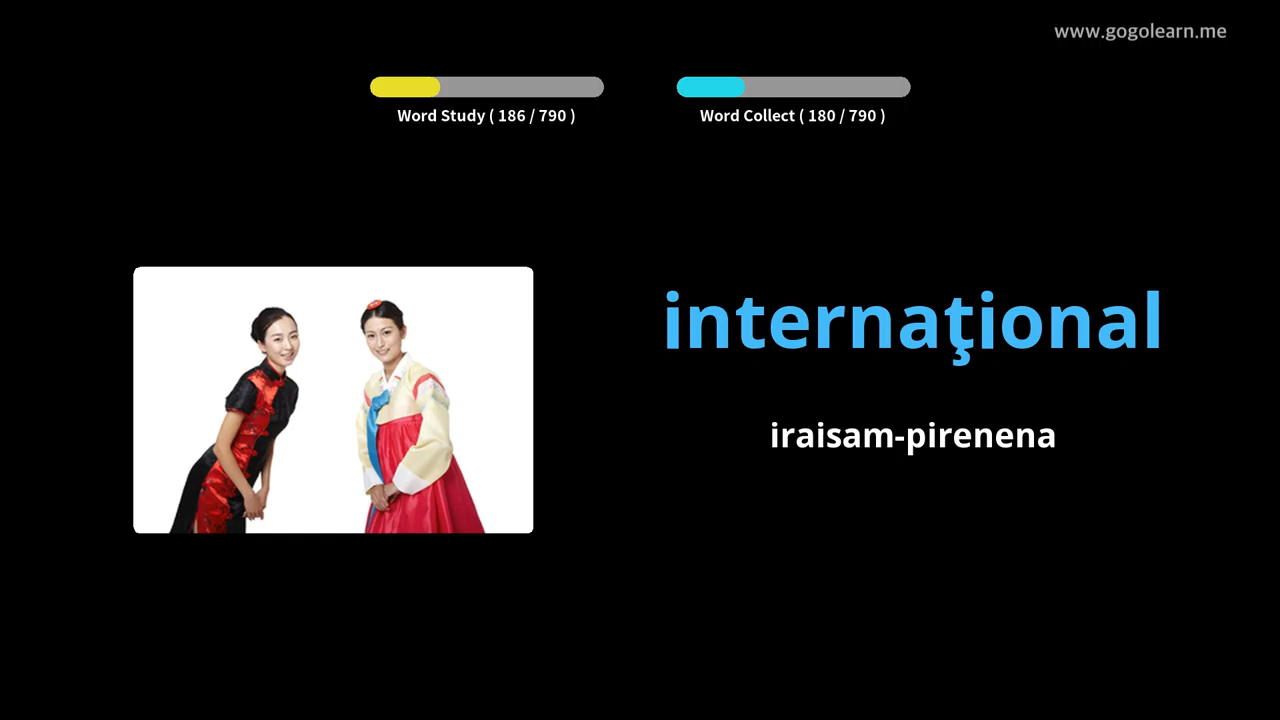 www.gogolearn.me
Word Study ( 186 / 790 )
Word Collect ( 180 / 790 )
internaţional
iraisam-pirenena